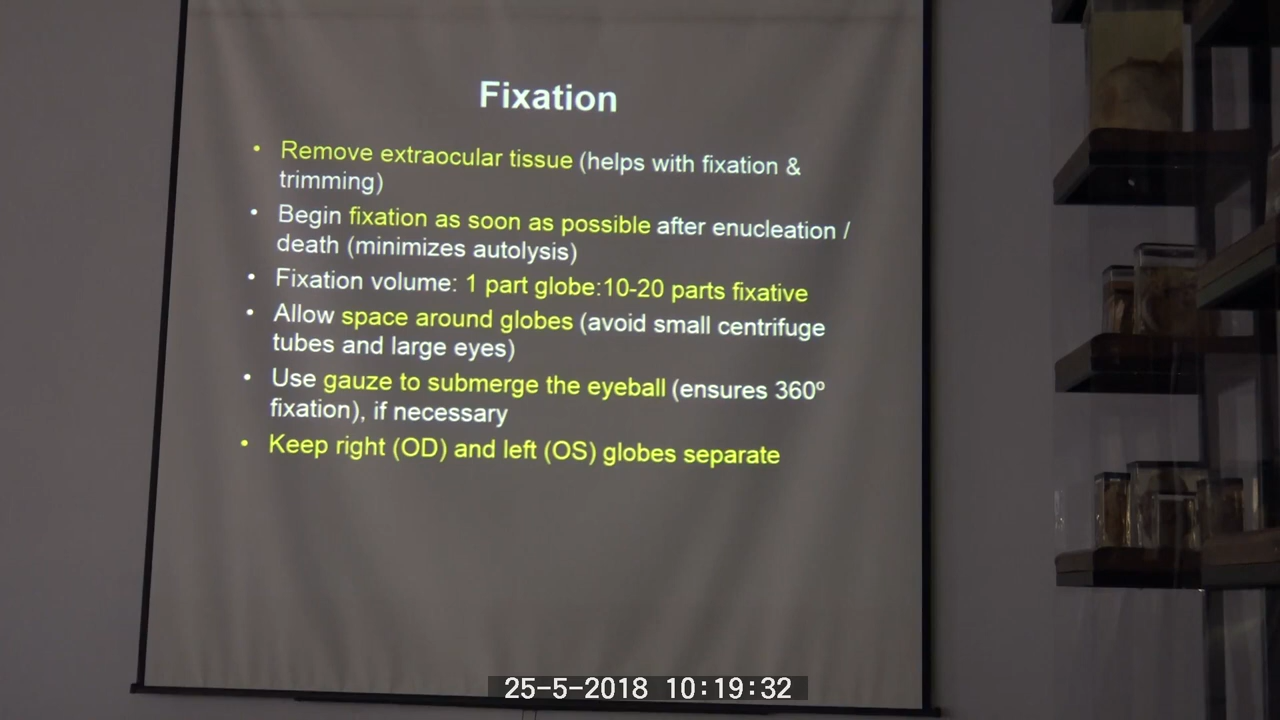 Fixation
• Remove extraocular tissue (helps with fixation &
trimming)
• Begin fixation as soon as possible after enucleation /
death (minimizes autolysis)
• Fixation volume: 1 part globe:10-20 parts fixative
• Allow space around globes (avoid small centrifuge
tubes and large eyes)
• Use gauze to submerge the eyeball (ensures 360º
fixation), if necessary
• Keep right (OD) and left (OS) globes separate
25-5-2018 10:19:32